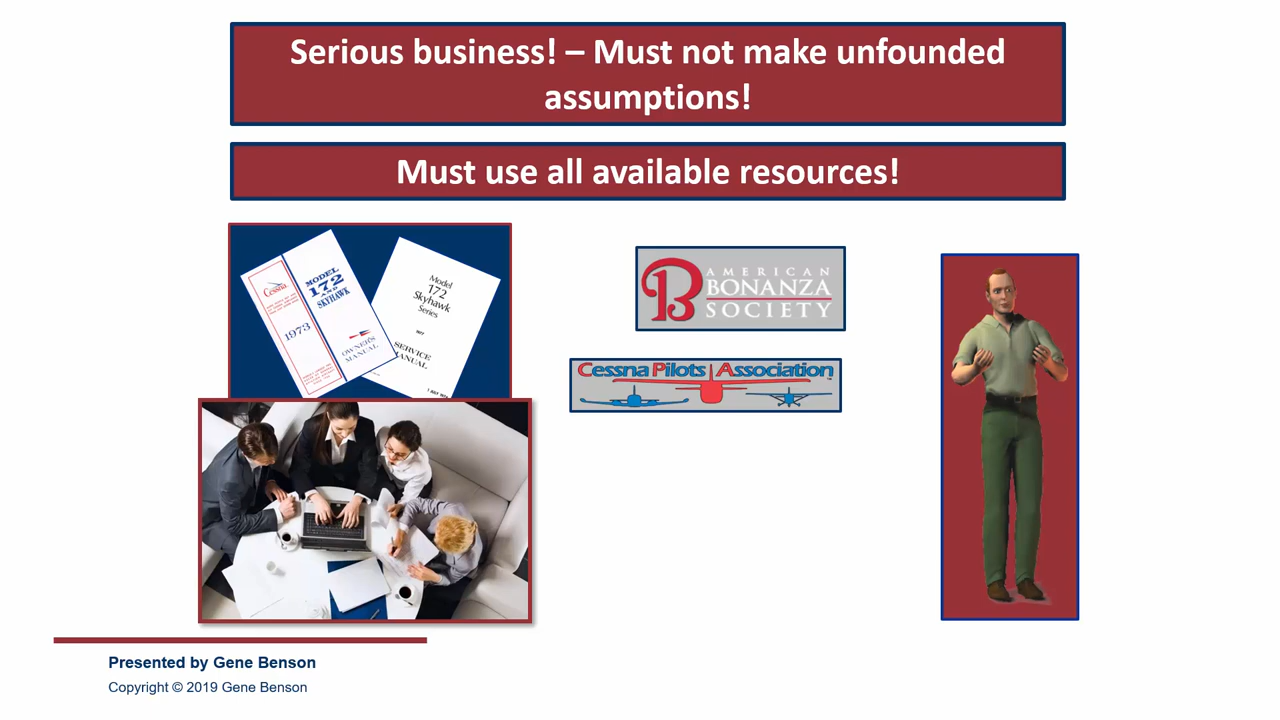 Serious business! – Must not make unfounded
assumptions!
Must use all available resources!
Cessna
1973
MODEL
172
AND
SKYHAWK
OWNER'S
MANUAL
Model
172
Skyhawk
Series
1977
SERVICE
MANUAL
AMERICAN
BONANZA
SOCIETY
Cessna Pilots Association
Presented by Gene Benson
Copyright © 2019 Gene Benson